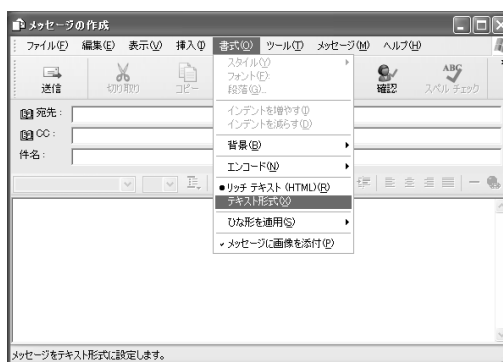 メッセージの作成
ファイル(F) 編集(E) 表示(V) 挿入(I) 書式(O) ツール(T) メッセージ(M) ヘルプ(H)
送信 切り取り コピー 確認 スペル チェック
ABC
スタイル(Y)
フォント(F)
段落(G)...
インデントを増やす(I)
インデントを減らす(D)
背景(B)
エンコード(N)
リッチ テキスト (HTML)(R)
テキスト形式(X)
ひな形を適用(S)
メッセージに画像を添付(P)
宛先:
CC:
件名:
メッセージをテキスト形式に設定します。